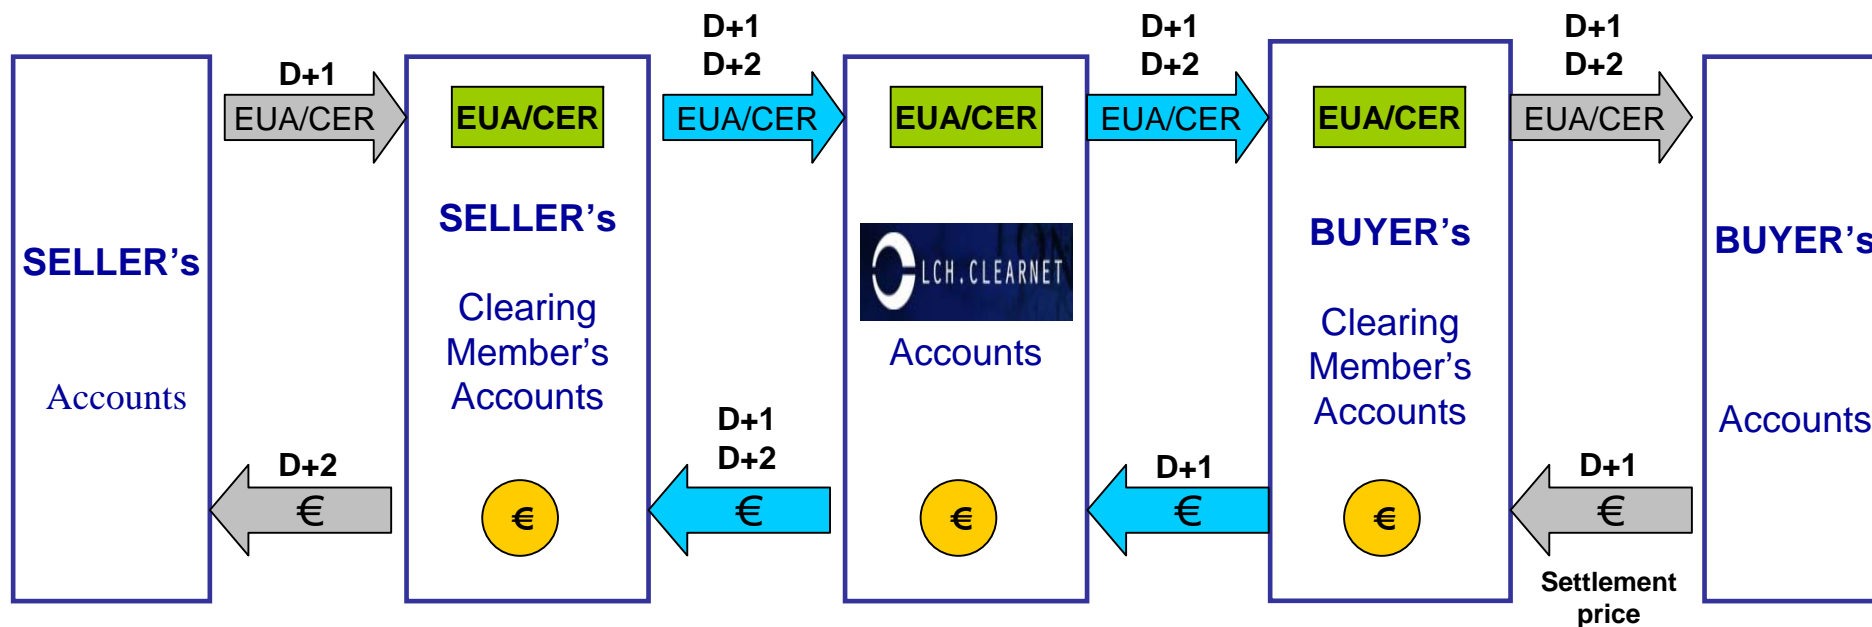 D+1
EUA/CER
D+1
D+2
EUA/CER
D+1
D+2
EUA/CER
D+1
D+2
EUA/CER
SELLER's
Accounts
EUA/CER
SELLER's
Clearing
Member's
Accounts
€
EUA/CER
LCH.CLEARNET
Accounts
€
EUA/CER
BUYER's
Clearing
Member's
Accounts
€
BUYER's
Accounts
D+2
€
D+1
D+2
€
D+1
€
D+1
€
Settlement
price